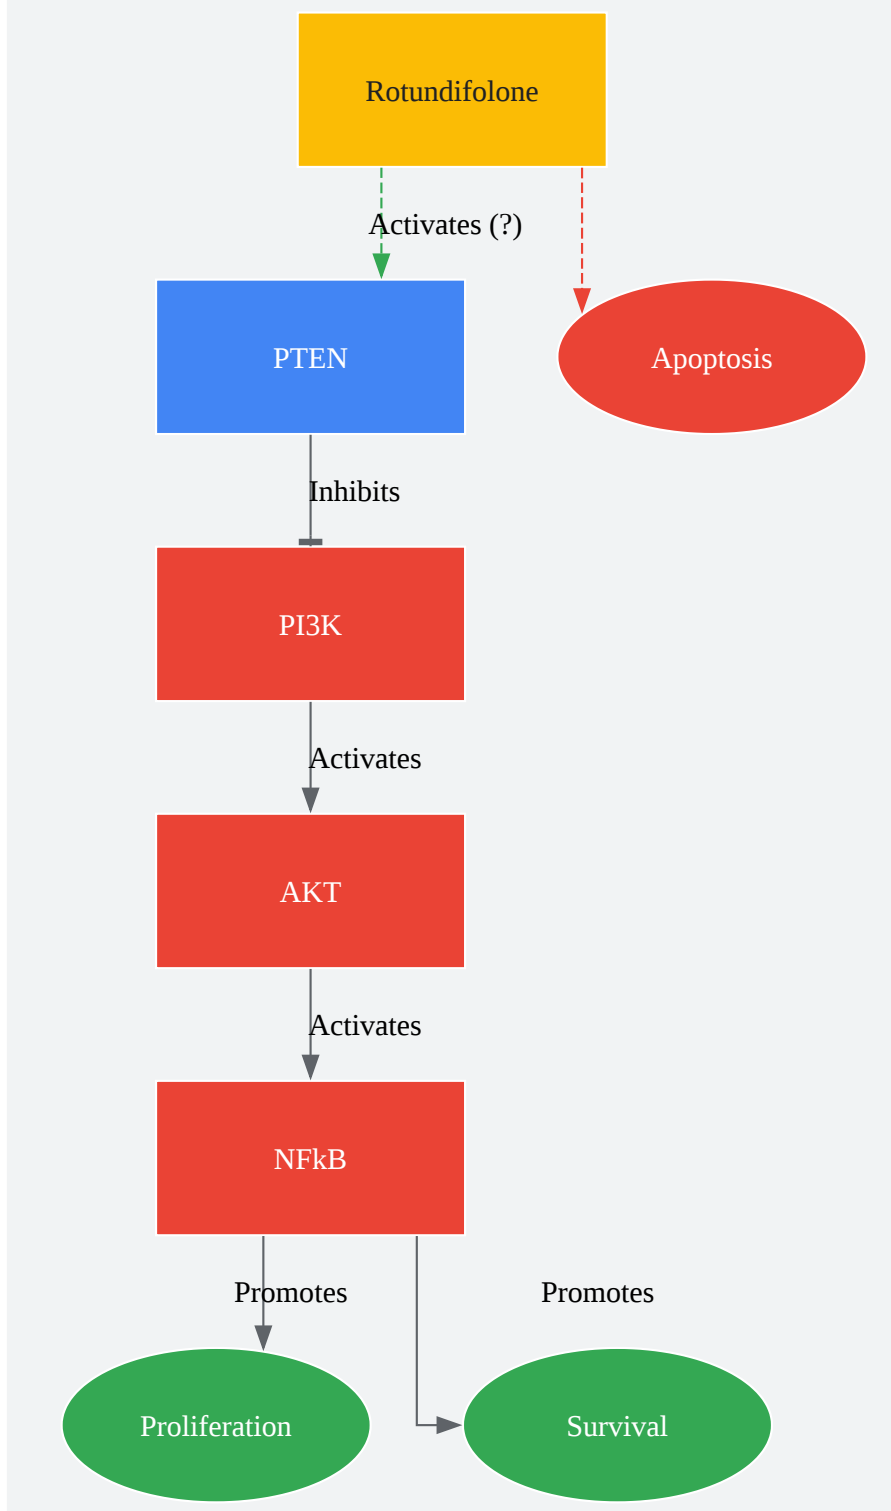 Rotundifolone
Activates (?)
PTEN
Apoptosis
Inhibits
PI3K
Activates
AKT
Activates
NFkB
Promotes
Promotes
Proliferation
Survival